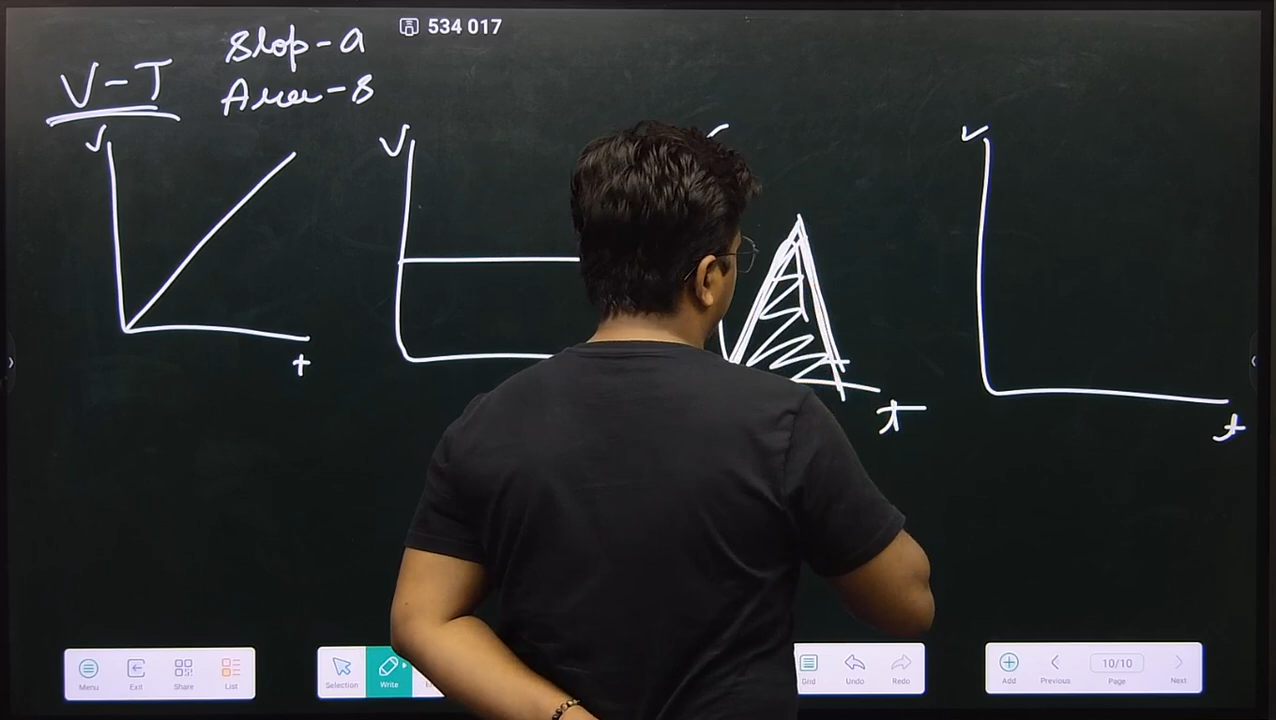 534 017
Slop - a
V-T
Area - s
V
t
V
t
V
t
Menu
Exit
Share
List
Selection
Write
Grid
Undo
Redo
Add
Previous
10/10
Page
Next